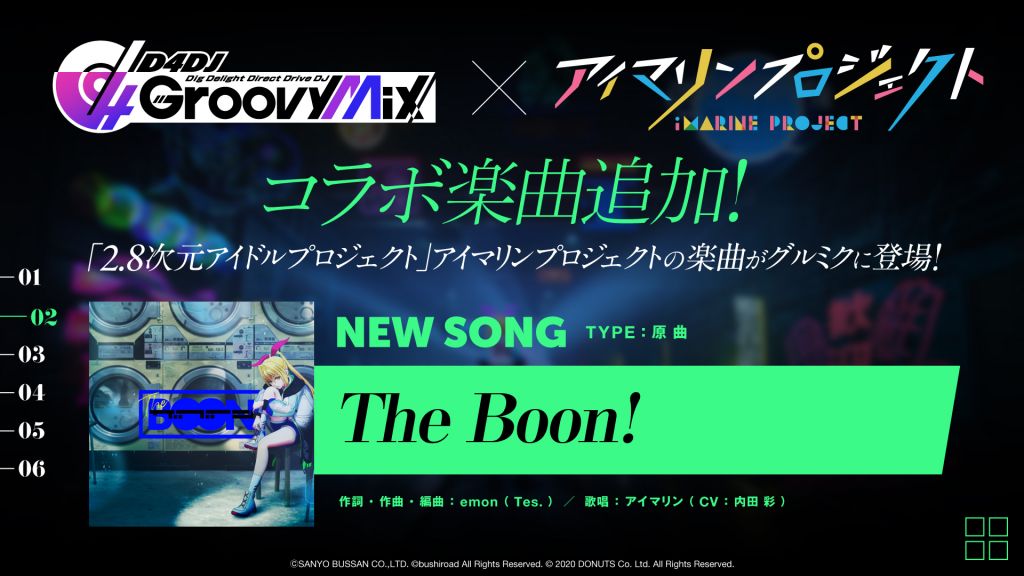 D4DJ
Dig Delight Direct Drive DJ
GROOVYMIX
×
アイマリンプロジェクト
iMARINE PROJECT
コラボ楽曲追加!
「2.8次元アイドルプロジェクト」アイマリンプロジェクトの楽曲がグルミクに登場!
01
02
03
04
05
06
The
BOON
NEW SONG TYPE:原曲
The Boon!
作詞・作曲・編曲:emon(Tes.) / 歌唱:アイマリン(CV:内田 彩)
©SANYO BUSSAN CO.,LTD. ©bushiroad All Rights Reserved. © 2020 DONUTS Co. Ltd. All Rights Reserved.